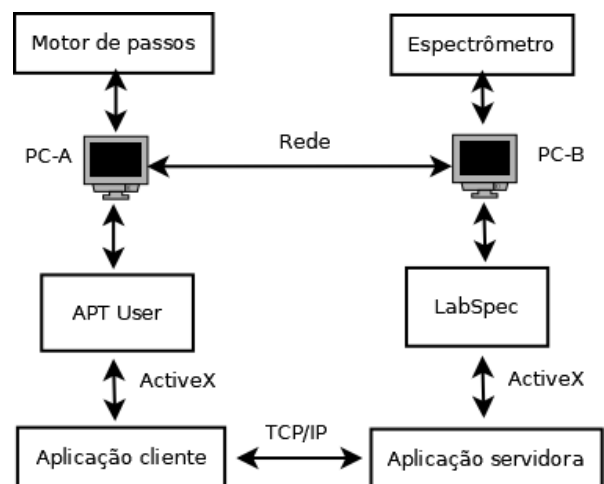 Motor de passos
Espectrômetro
PC-A
Rede
PC-B
APT User
LabSpec
ActiveX
ActiveX
Aplicação cliente
TCP/IP
Aplicação servidora